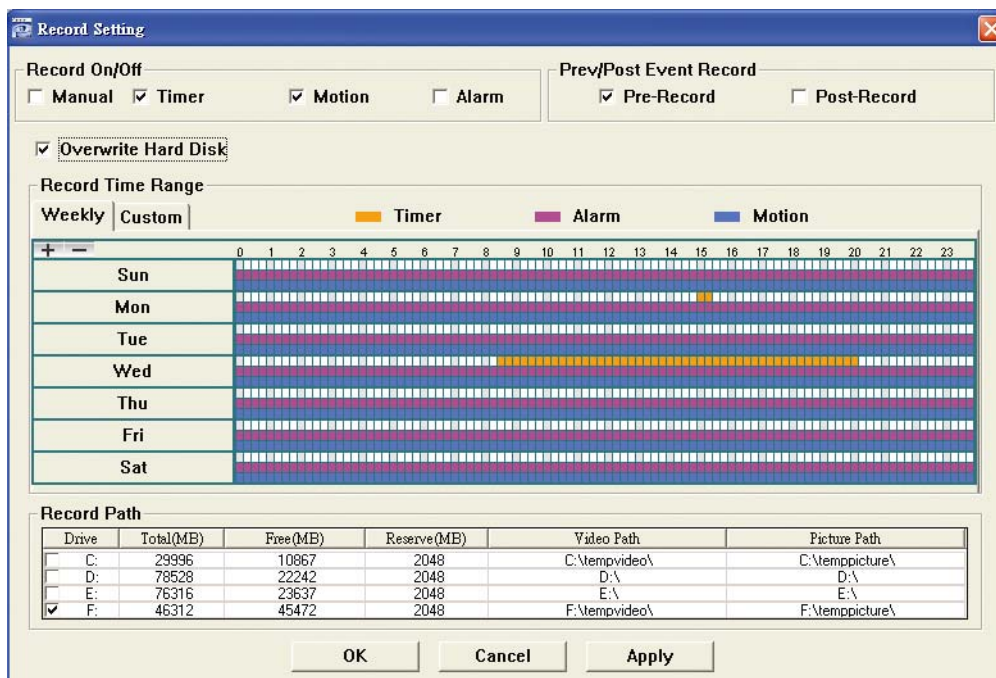 Record Setting
Record On/Off
Manual Timer Motion Alarm
Prev/Post Event Record
Pre-Record Post-Record
Overwrite Hard Disk
Record Time Range
Weekly Custom
Timer Alarm Motion
+ −
0 1 2 3 4 5 6 7 8 9 10 11 12 13 14 15 16 17 18 19 20 21 22 23
Sun
Mon
Tue
Wed
Thu
Fri
Sat
Record Path
Drive Total(MB) Free(MB) Reserve(MB) Video Path Picture Path
C: 29996 10867 2048 C:\tempvideo\ C:\temppicture\
D: 78528 22242 2048 D:\ D:\
E: 76316 23637 2048 E:\ E:\
F: 46312 45472 2048 F:\tempvideo\ F:\temppicture\
OK Cancel Apply